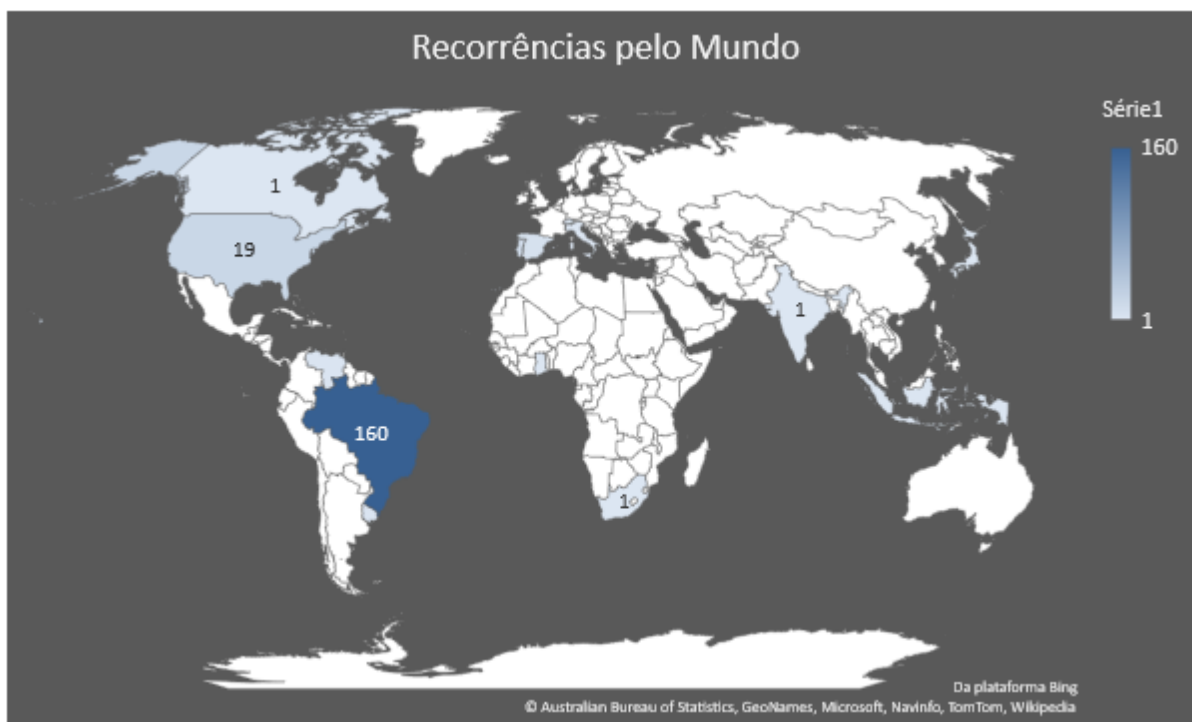 Recorrências pelo Mundo
Série1
160
1
1
19
1
160
1
Da plataforma Bing
© Australian Bureau of Statistics, GeoNames, Microsoft, Navinfo, TomTom, Wikipedia